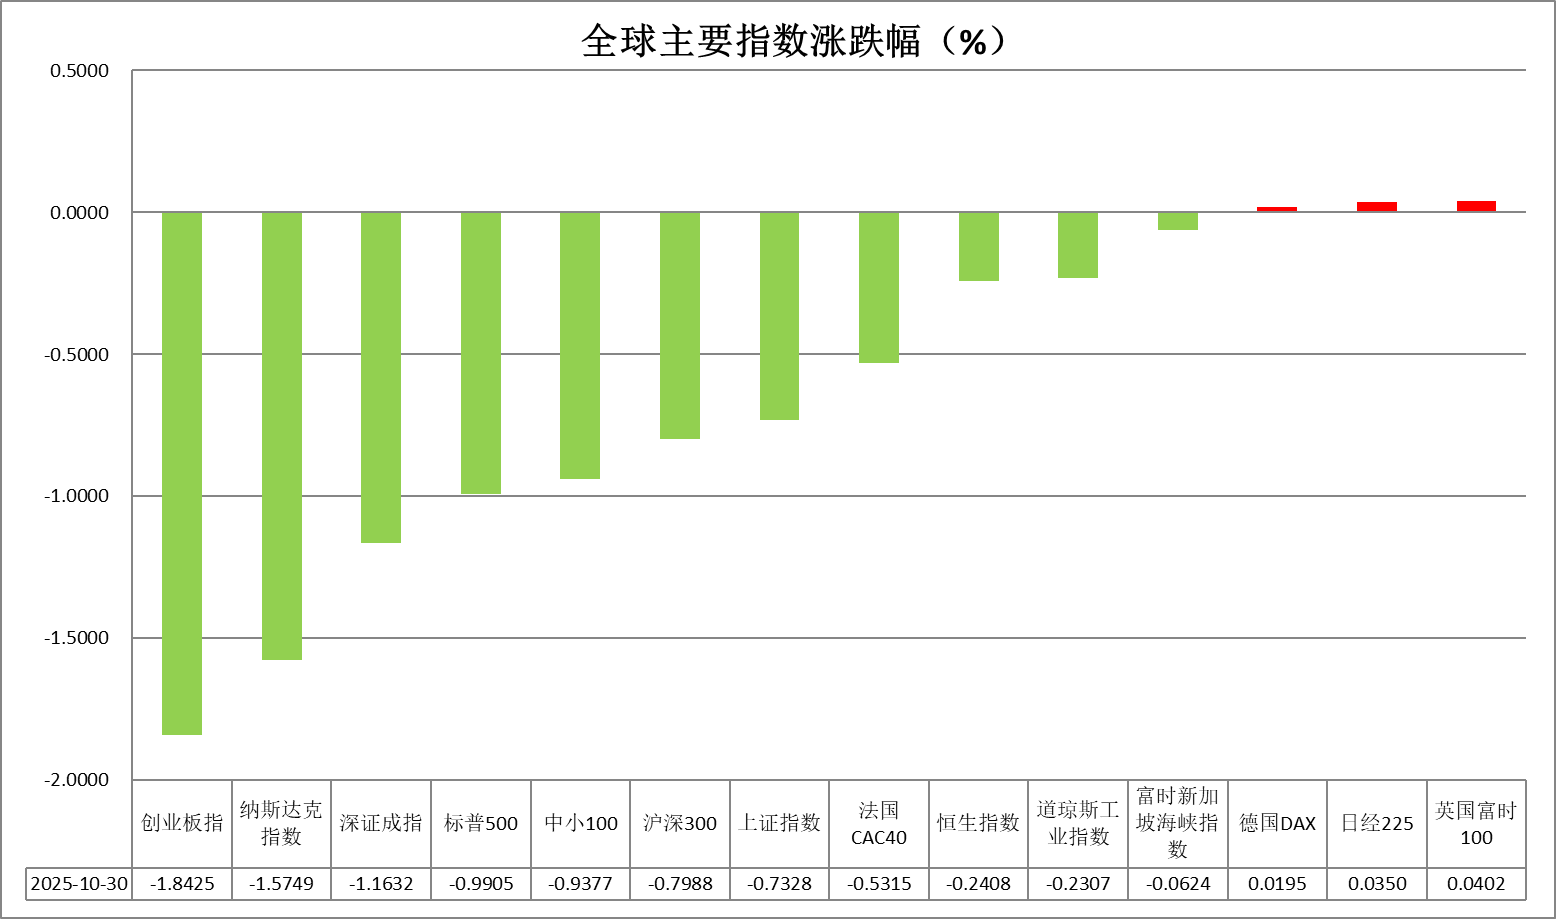 全球主要指数涨跌幅（%）
0.5000
0.0000
-0.5000
-1.0000
-1.5000
-2.0000
创业板指
纳斯达克
指数
深证成指
标普500
中小100
沪深300
上证指数
法国
CAC40
恒生指数
道琼斯工
业指数
富时新加
坡海峡指
数
德国DAX
日经225
英国富时
100
2025-10-30 -1.8425 -1.5749 -1.1632 -0.9905 -0.9377 -0.7988 -0.7328 -0.5315 -0.2408 -0.2307 -0.0624 0.0195 0.0350 0.0402